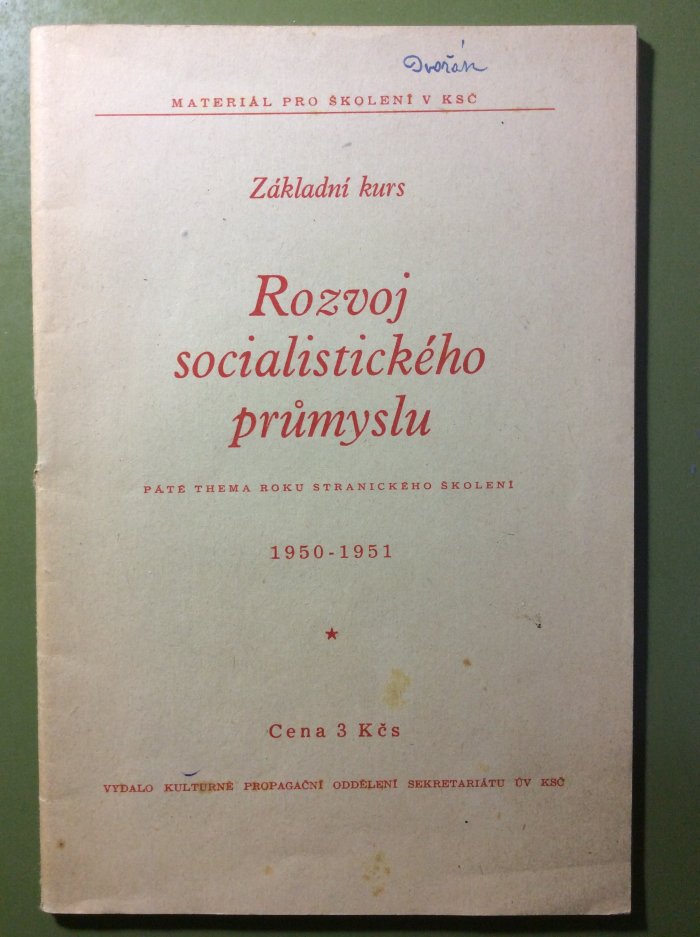 Dvořák
MATERIÁL PRO ŠKOLENÍ V KSČ
Základní kurs
Rozvoj
socialistického
průmyslu
PÁTÉ THEMA ROKU STRANICKÉHO ŠKOLENÍ
1950-1951
Cena 3 Kčs
VYDALO KULTURNĚ PROPAGAČNÍ ODDĚLENÍ SEKRETARIÁTU ÚV KSČ